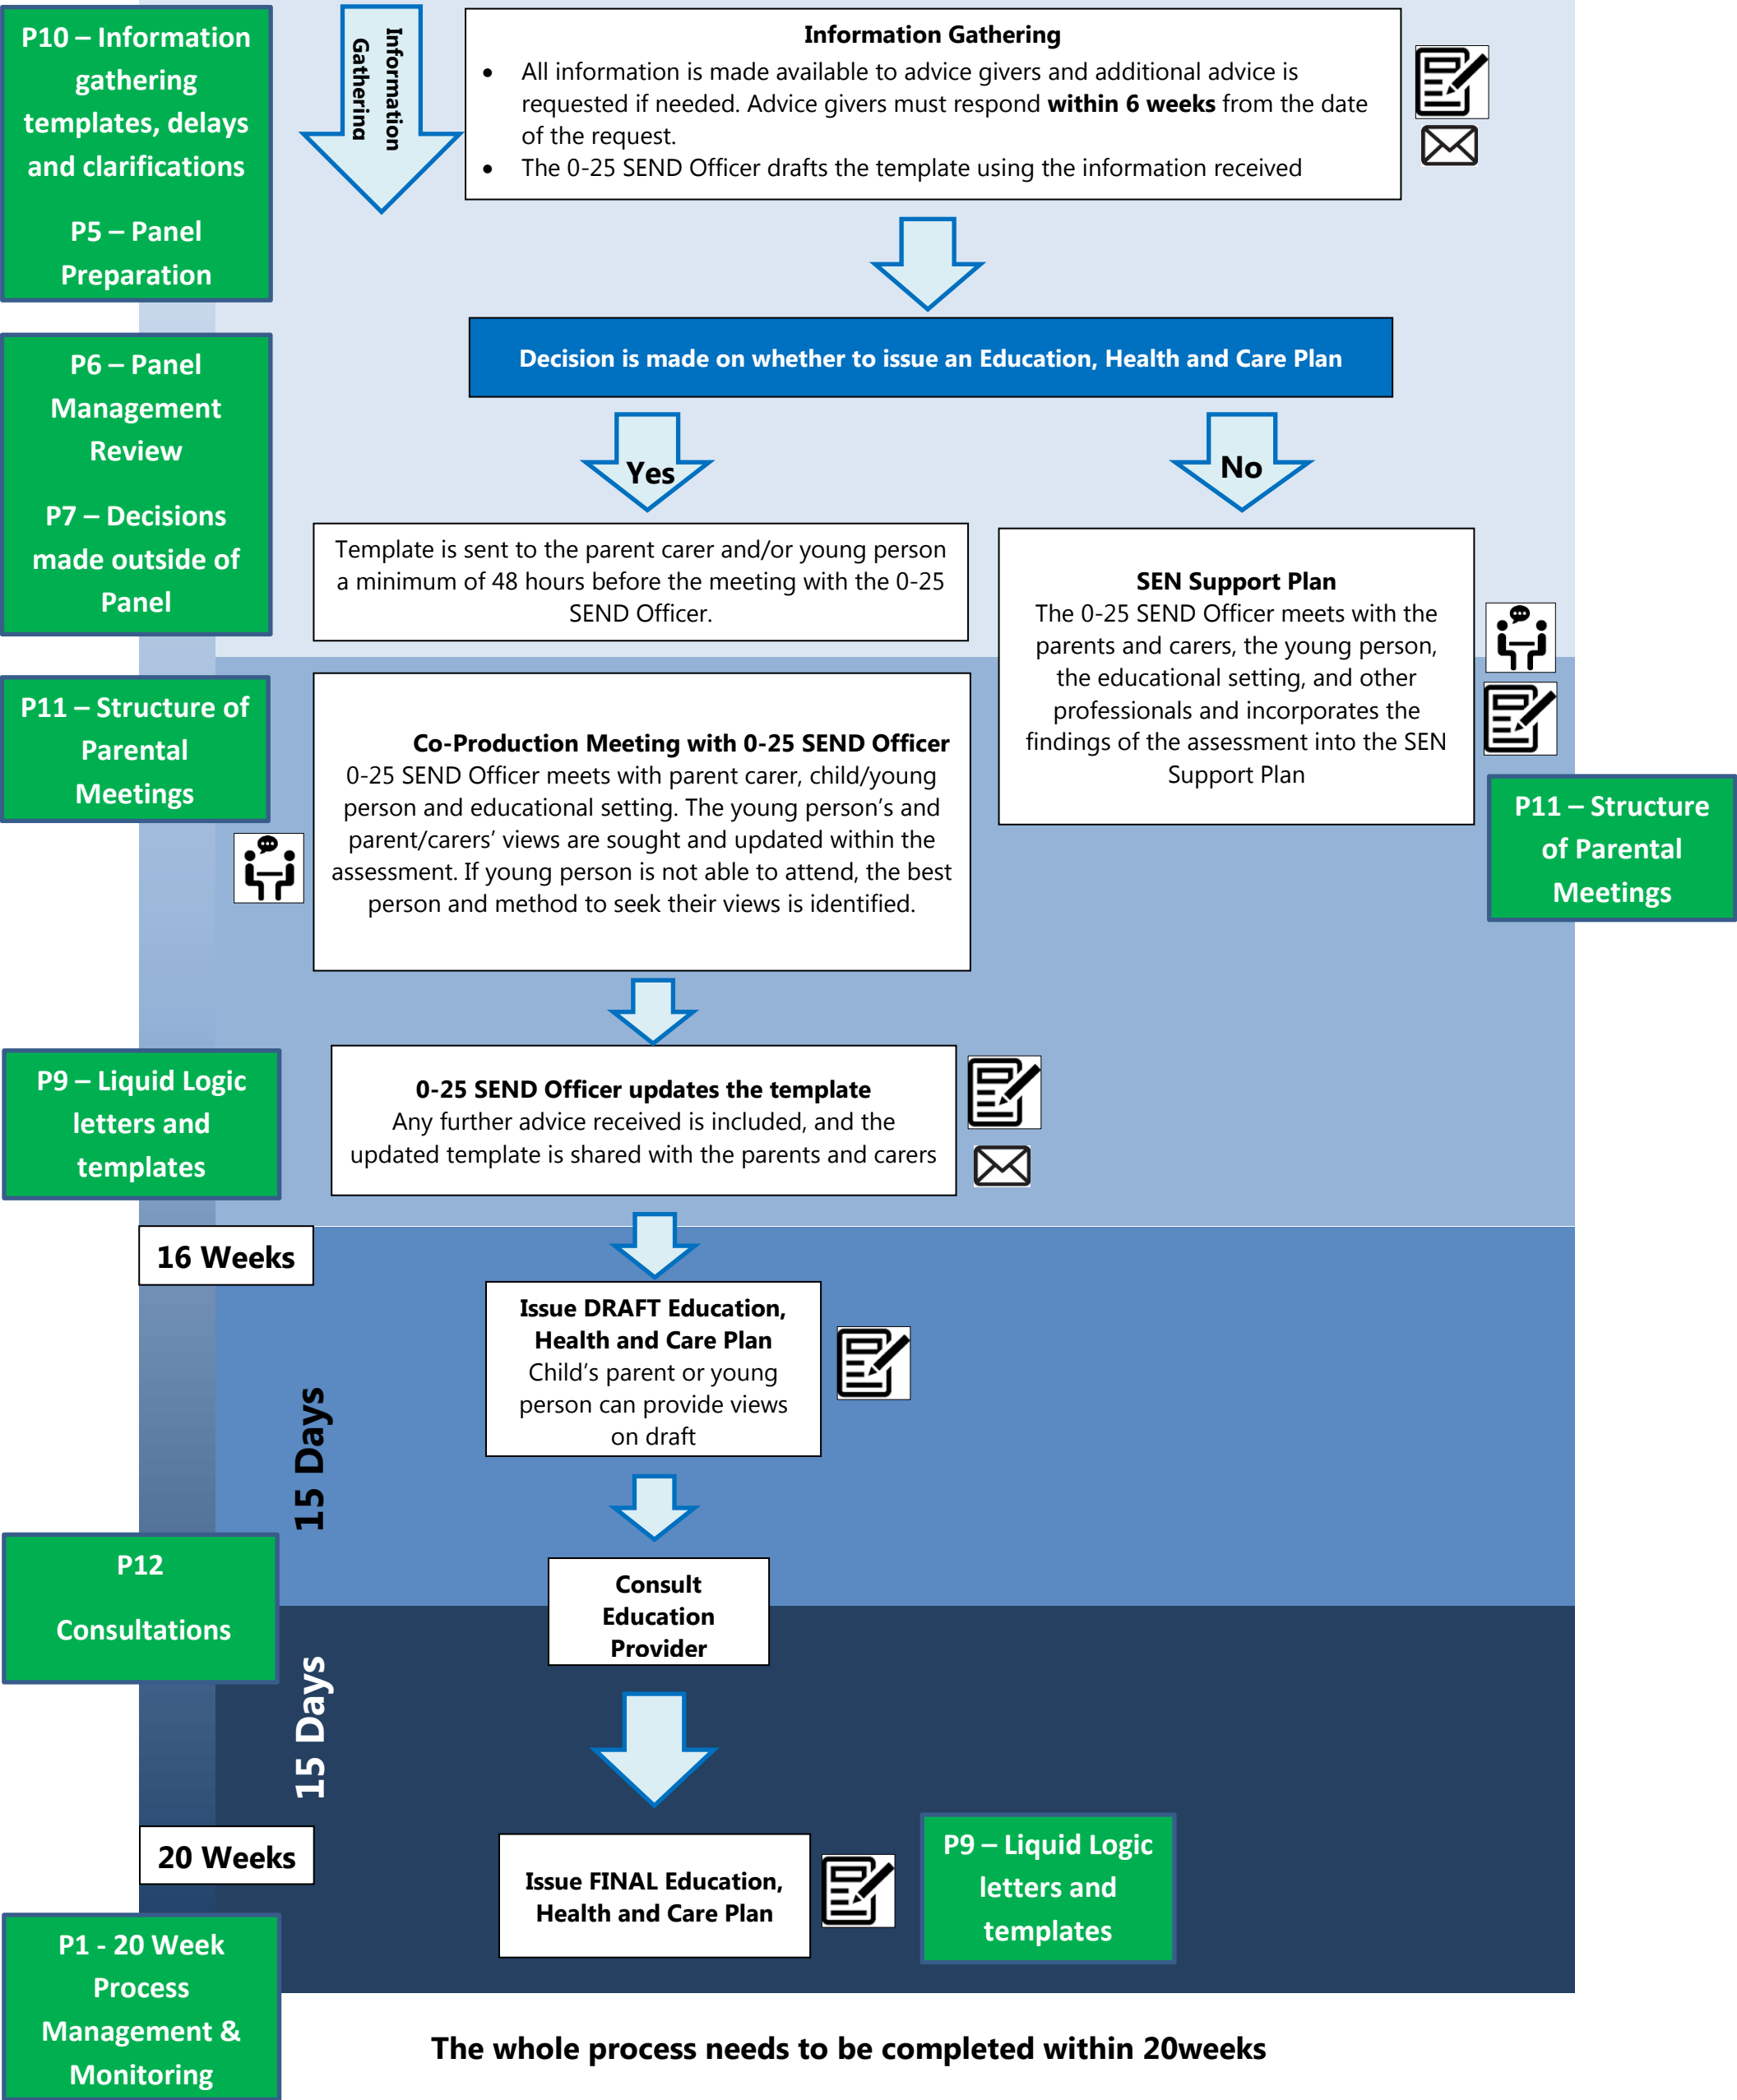 P10 – Information
gathering
templates, delays
and clarifications
P5 – Panel
Preparation
Information
Gathering
Information Gathering
• All information is made available to advice givers and additional advice is
requested if needed. Advice givers must respond within 6 weeks from the date
of the request.
• The 0-25 SEND Officer drafts the template using the information received
Decision is made on whether to issue an Education, Health and Care Plan
P6 – Panel
Management
Review
P7 – Decisions
made outside of
Panel
Yes
No
Template is sent to the parent carer and/or young person
a minimum of 48 hours before the meeting with the 0-25
SEND Officer.
SEN Support Plan
The 0-25 SEND Officer meets with the
parents and carers, the young person,
the educational setting, and other
professionals and incorporates the
findings of the assessment into the SEN
Support Plan
P11 – Structure of
Parental
Meetings
Co-Production Meeting with 0-25 SEND Officer
0-25 SEND Officer meets with parent carer, child/young
person and educational setting. The young person’s and
parent/carers’ views are sought and updated within the
assessment. If young person is not able to attend, the best
person and method to seek their views is identified.
P11 – Structure
of Parental
Meetings
P9 – Liquid Logic
letters and
templates
0-25 SEND Officer updates the template
Any further advice received is included, and the
updated template is shared with the parents and carers
16 Weeks
Issue DRAFT Education,
Health and Care Plan
Child’s parent or young
person can provide views
on draft
15 Days
P12
Consultations
Consult
Education
Provider
15 Days
20 Weeks
Issue FINAL Education,
Health and Care Plan
P9 – Liquid Logic
letters and
templates
P1 - 20 Week
Process
Management &
Monitoring
The whole process needs to be completed within 20weeks